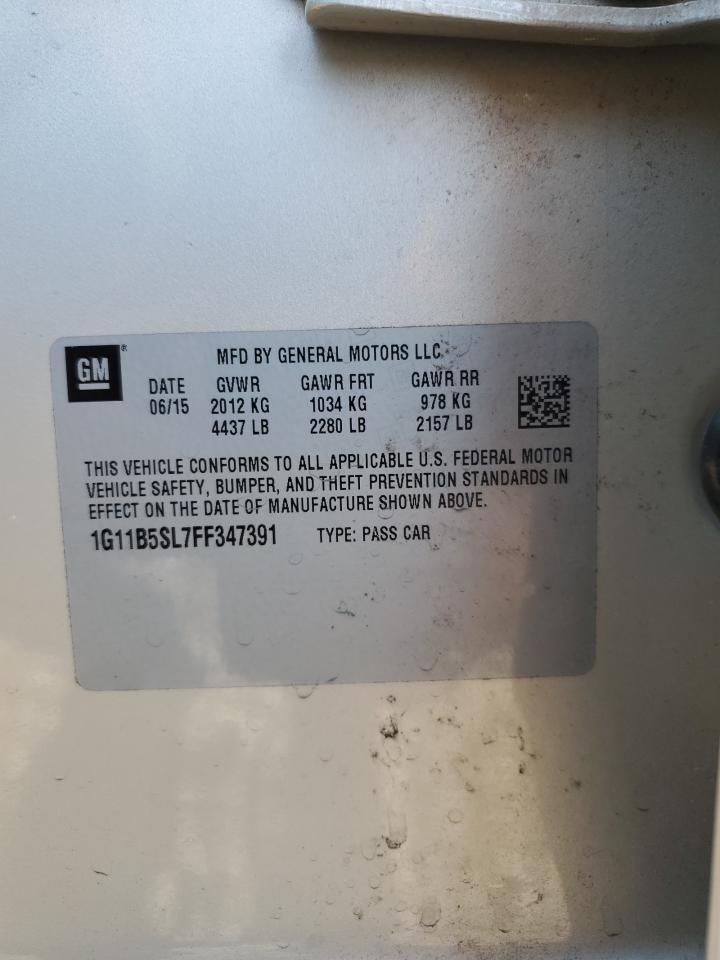 GM®
MFD BY GENERAL MOTORS LLC
DATE GVWR GAWR FRT GAWR RR
06/15 2012 KG 1034 KG 978 KG
4437 LB 2280 LB 2157 LB
THIS VEHICLE CONFORMS TO ALL APPLICABLE U.S. FEDERAL MOTOR
VEHICLE SAFETY, BUMPER, AND THEFT PREVENTION STANDARDS IN
EFFECT ON THE DATE OF MANUFACTURE SHOWN ABOVE.
1G11B5SL7FF347391 TYPE: PASS CAR